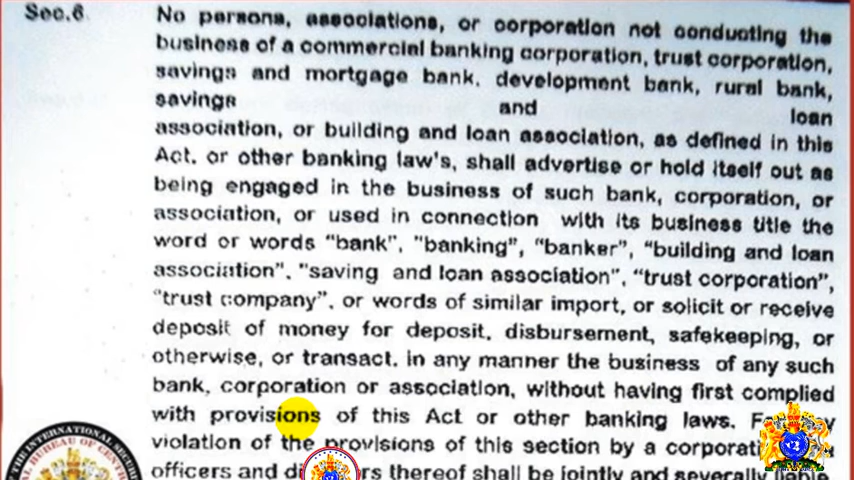 Sec.6 No persons, associations, or corporation not conducting the
business of a commercial banking corporation, trust corporation,
savings and mortgage bank. development bank, rural bank,
savings and loan
association, or building and loan association, as defined in this
Act. or other banking law's, shall advertise or hold itself out as
being engaged in the business of such bank, corporation, or
association, or used in connection with its business title the
word or words "bank", "banking", "banker", "building and loan
association". "saving and loan association", "trust corporation",
"trust company", or words of similar import, or solicit or receive
deposit of money for deposit. disbursement, safekeeping, or
otherwise, or transact. in any manner the business of any such
bank, corporation or association, without having first complied
with provisions of this Act or other banking laws.
violation of the provisions of this section by a
officers and thereof shall be jointly and severally liable
THE INTERNATIONAL
BUREAU OF